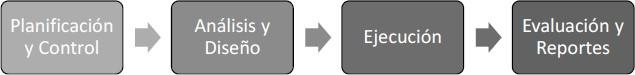 Planificación
y Control
Análisis y
Diseño
Ejecución
Evaluación y
Reportes